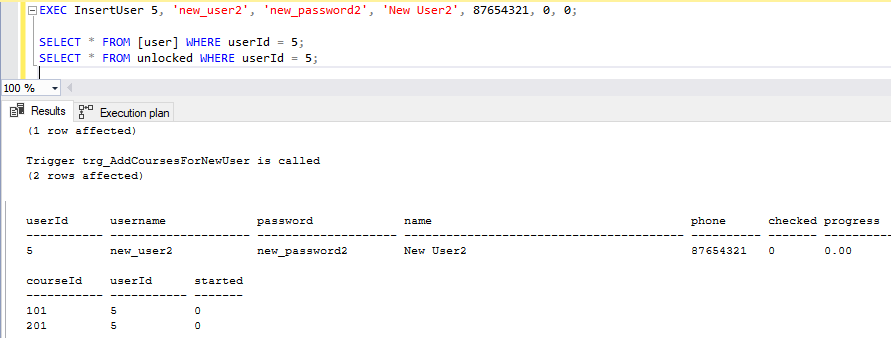 EXEC InsertUser 5, 'new_user2', 'new_password2', 'New User2', 87654321, 0, 0;
SELECT * FROM [user] WHERE userId = 5;
SELECT * FROM unlocked WHERE userId = 5;
100 %
Results Execution plan
(1 row affected)
Trigger trg_AddCoursesForNewUser is called
(2 rows affected)
userId username password name phone checked progress
----------- -------------------- -------------------- ---------------------------------------- ---------- ------- ---------
5 new_user2 new_password2 New User2 87654321 0 0.00
courseId userId started
----------- ----------- -------
101 5 0
201 5 0